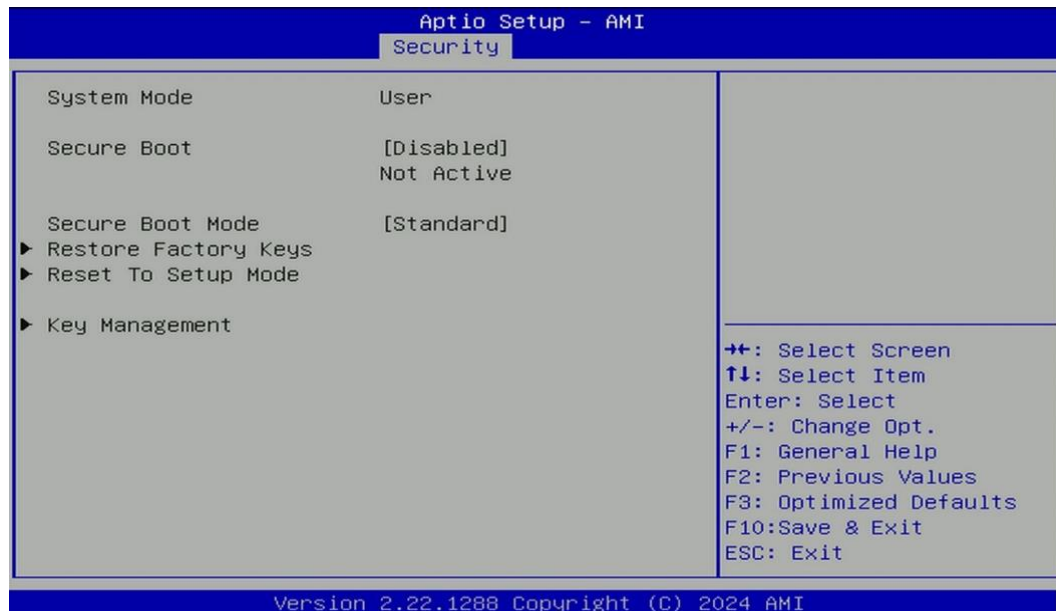 Aptio Setup – AMI
Security
System Mode User
Secure Boot [Disabled]
Not Active
Secure Boot Mode [Standard]
► Restore Factory Keys
► Reset To Setup Mode
► Key Management
→←: Select Screen
↑↓: Select Item
Enter: Select
+/-: Change Opt.
F1: General Help
F2: Previous Values
F3: Optimized Defaults
F10:Save & Exit
ESC: Exit
Version 2.22.1288 Copyright (C) 2024 AMI